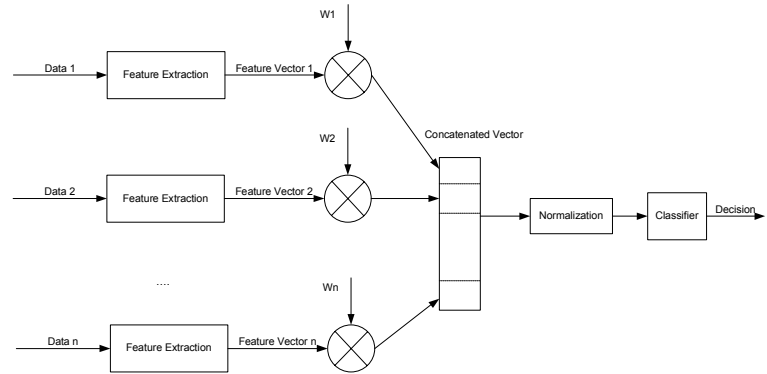 W1
Data 1
Feature Extraction
Feature Vector 1
Concatenated Vector
W2
Data 2
Feature Extraction
Feature Vector 2
Normalization
Classifier
Decision
....
Wn
Data n
Feature Extraction
Feature Vector n